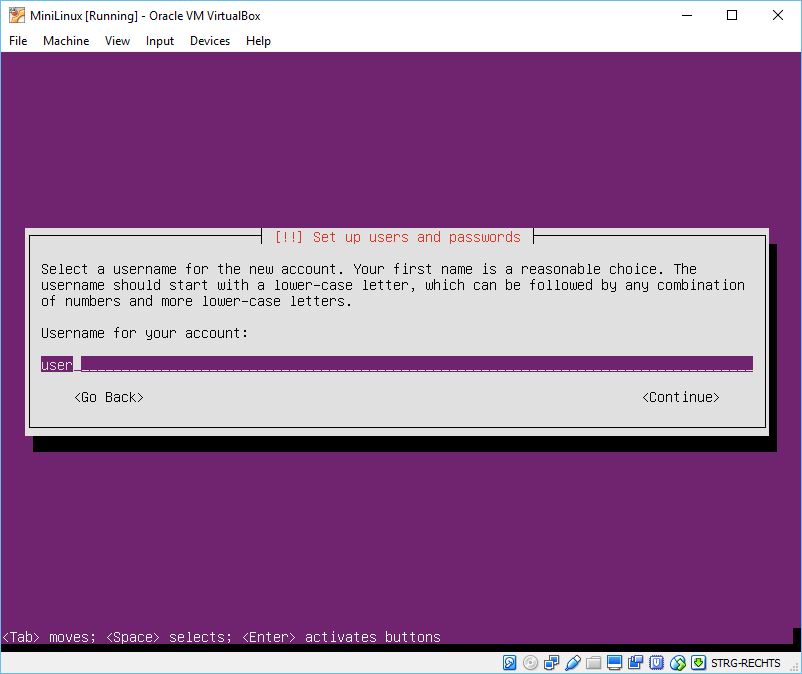 MiniLinux [Running] - Oracle VM VirtualBox
File Machine View Input Devices Help
[!!] Set up users and passwords
Select a username for the new account. Your first name is a reasonable choice. The
username should start with a lower-case letter, which can be followed by any combination
of numbers and more lower-case letters.
Username for your account:
user
<Go Back> <Continue>
<Tab> moves; <Space> selects; <Enter> activates buttons
STRG-RECHTS